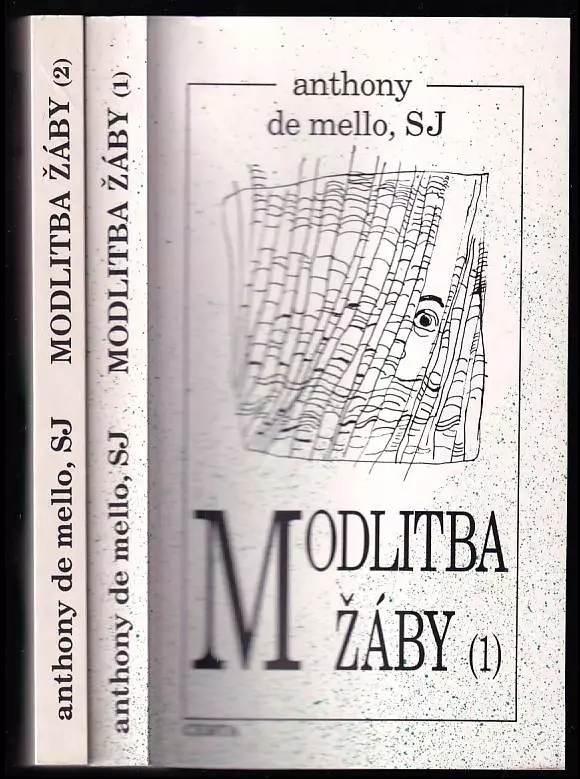 anthony de mello, SJ MODLITBA ŽÁBY (2)
anthony de mello, SJ MODLITBA ŽÁBY (1)
anthony
de mello, SJ
MODLITBA
ŽÁBY (1)